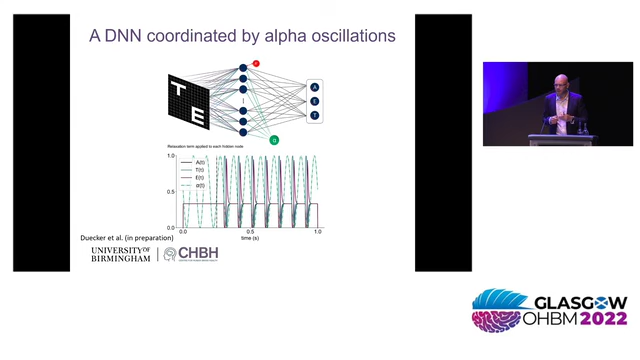 A DNN coordinated by alpha oscillations
T
E
r
A
E
T
α
Relaxation term applied to each hidden node
1.0
0.5
0.0
A(t)
T(t)
E(t)
α(t)
0.0
0.5
1.0
time (s)
Duecker et al. (in preparation)
UNIVERSITY OF
BIRMINGHAM
CHBH
GLASGOW
OHBM 2022